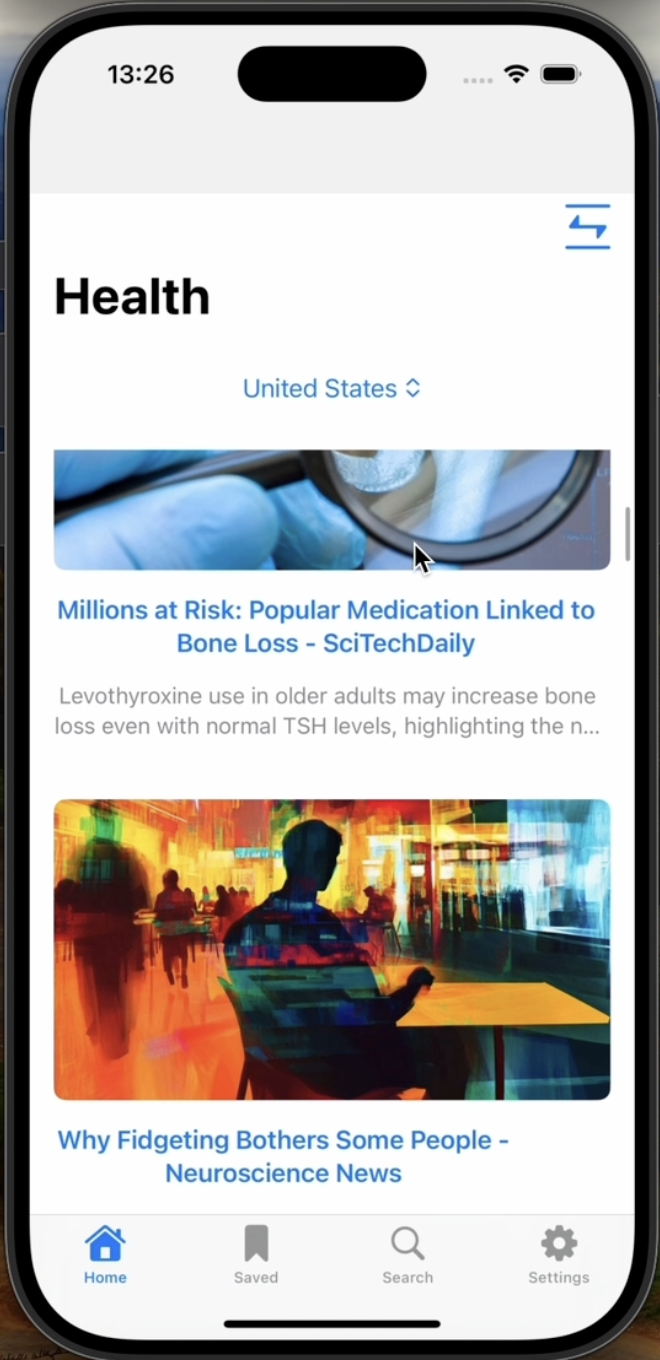 13:26
Health
United States
Millions at Risk: Popular Medication Linked to
Bone Loss - SciTechDaily
Levothyroxine use in older adults may increase bone
loss even with normal TSH levels, highlighting the n...
Why Fidgeting Bothers Some People -
Neuroscience News
Home
Saved
Search
Settings